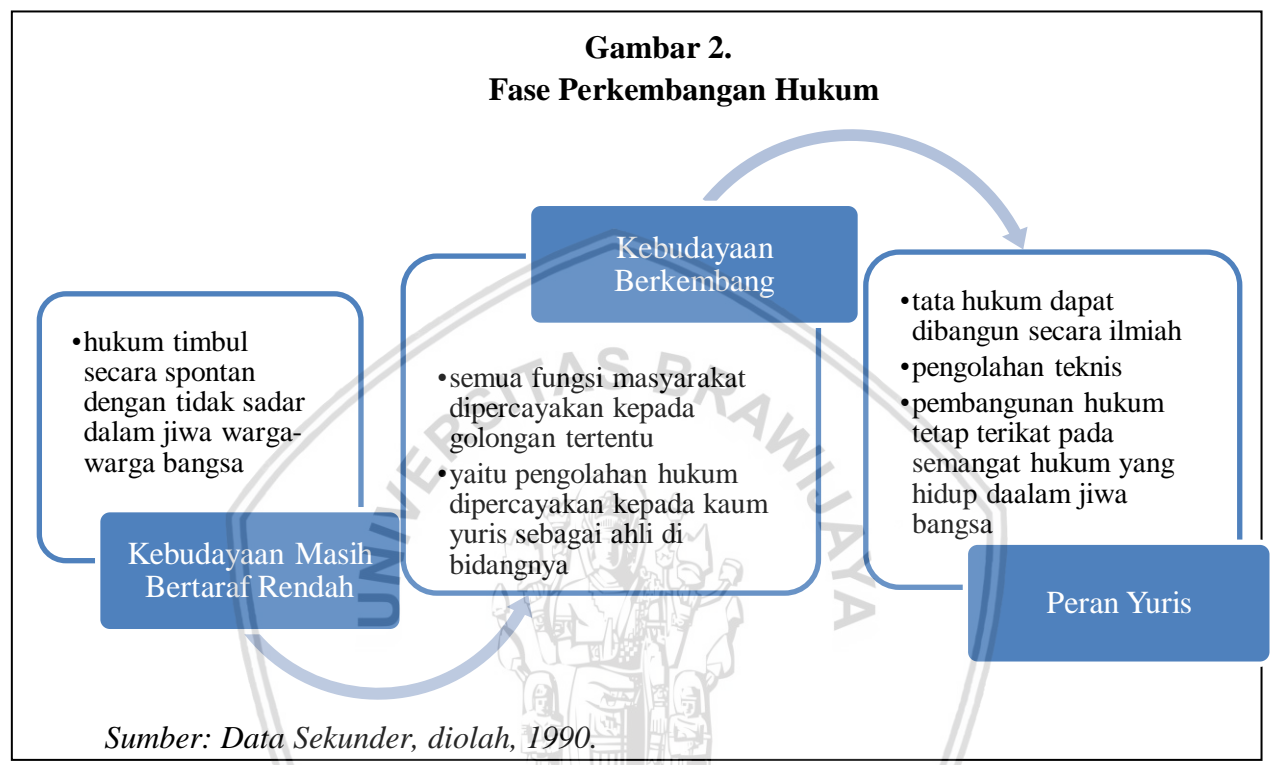 Gambar 2.
Fase Perkembangan Hukum
•hukum timbul
secara spontan
dengan tidak sadar
dalam jiwa warga-
warga bangsa
Kebudayaan Masih
Bertaraf Rendah
Kebudayaan
Berkembang
•semua fungsi masyarakat
dipercayakan kepada
golongan tertentu
•yaitu pengolahan hukum
dipercayakan kepada kaum
yuris sebagai ahli di
bidangnya
•tata hukum dapat
dibangun secara ilmiah
•pengolahan teknis
•pembangunan hukum
tetap terikat pada
semangat hukum yang
hidup daalam jiwa
bangsa
Peran Yuris
Sumber: Data Sekunder, diolah, 1990.
UNIVERSITAS BRAWIJAYA